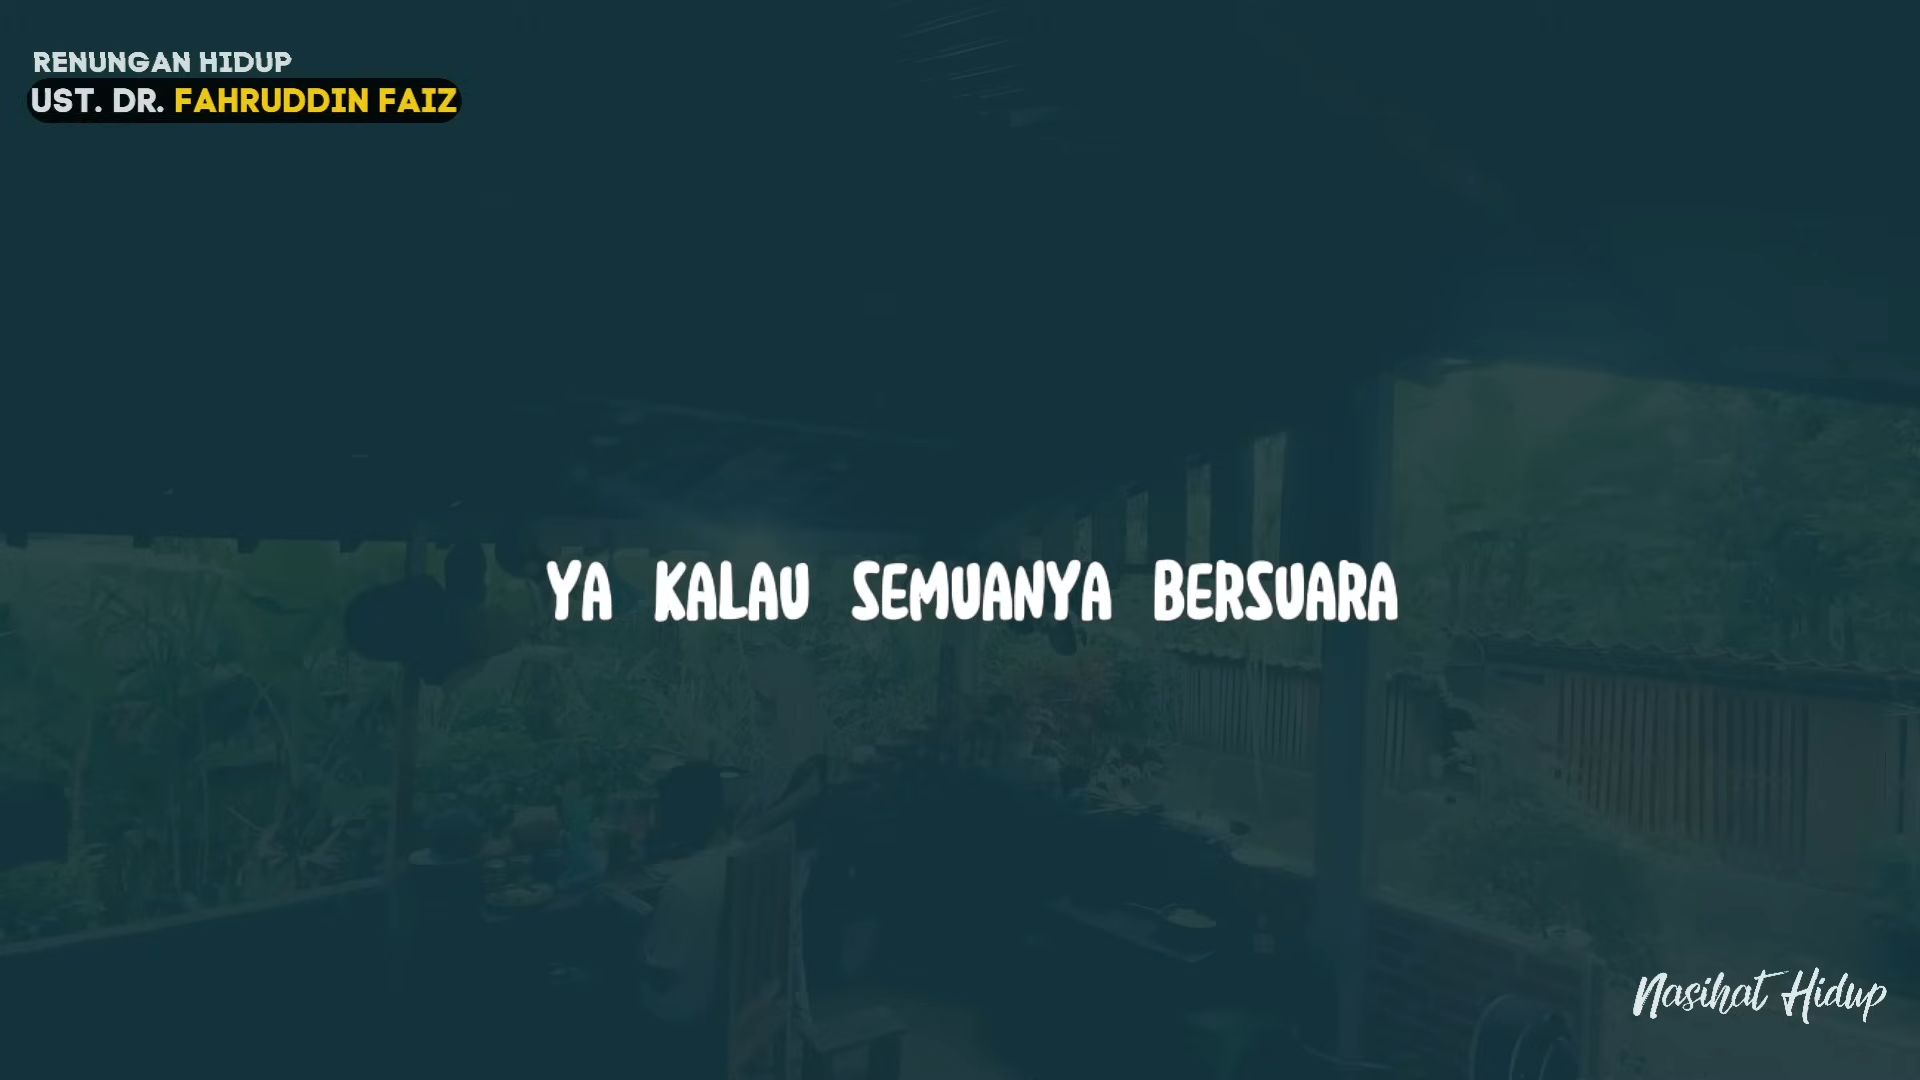 RENUNGAN HIDUP
UST. DR. FAHRUDDIN FAIZ
YA KALAU SEMUANYA BERSUARA
Nasihat Hidup